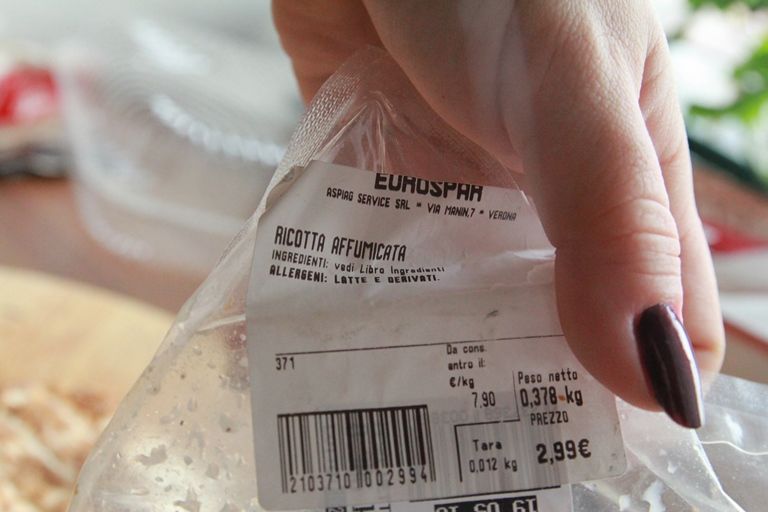 EUROSPAR
ASPIAG SERVICE SRL * VIA MANIN,7 * VERONA
RICOTTA AFFUMICATA
INGREDIENTI: vedi Libro Ingredienti
ALLERGENI: LATTE E DERIVATI.
371
Da cons.
entro il:
€/kg
7,90
Peso netto
0,378 kg
PREZZO
2,99€
Tara
0.012 kg
2103710 002994